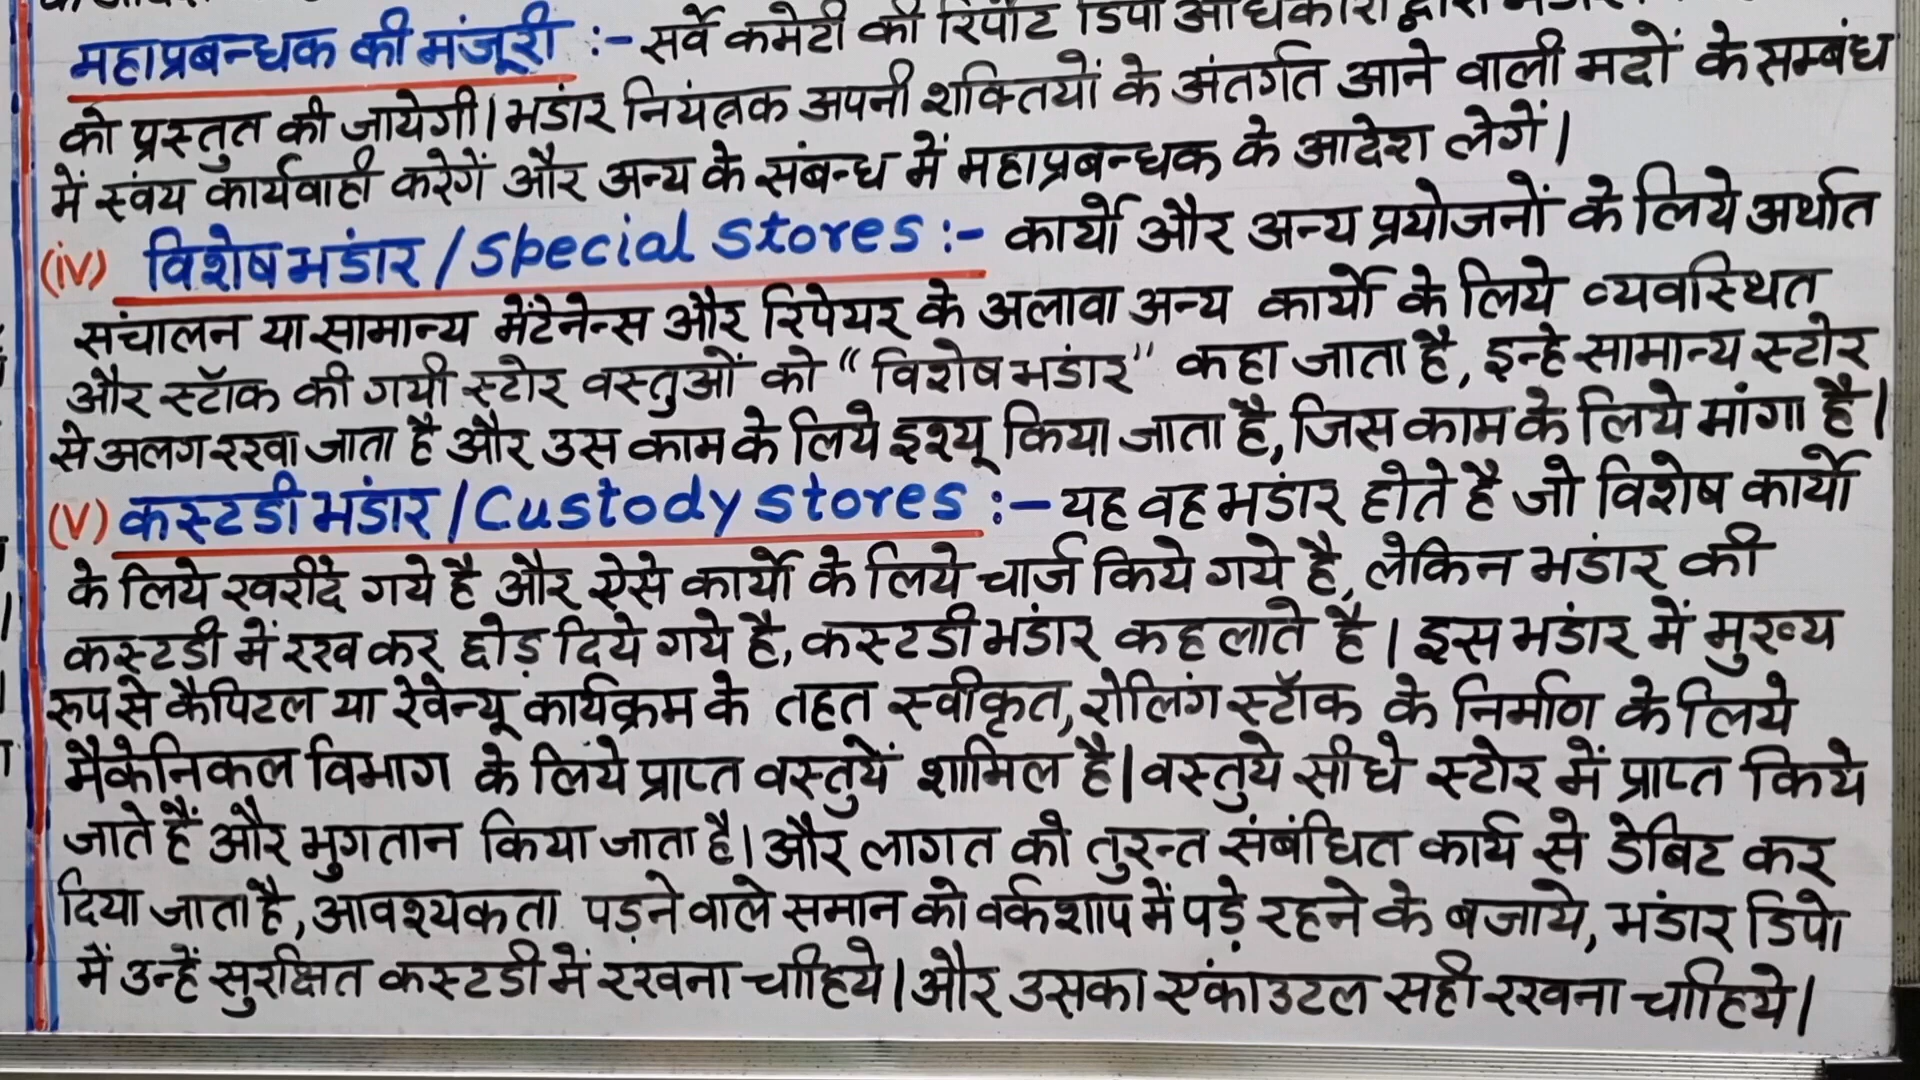 महाप्रबन्धक की मंजूरी :- सर्वे कमेटी की रिपोर्ट डिपो अधिकारी द्वारा
को प्रस्तुत की जायेगी। भडांर नियंत्रक अपनी शक्तियों के अंतर्गत आने वाली मदों के सम्बंध
में स्वंय कार्यवाही करेगें और अन्य के संबन्ध में महाप्रबन्धक के आदेश लेगें।
(iv) विशेष भडांर / Special Stores :- कार्यो और अन्य प्रयोजनों के लिये अर्थात
संचालन या सामान्य मेंटैनेन्स और रिपेयर के अलावा अन्य कार्यो के लिये व्यवस्थित
और स्टॉक की गयी स्टोर वस्तुओं को "विशेष भडांर" कहा जाता है, इन्हे सामान्य स्टोर
से अलग रखा जाता है और उस काम के लिये इश्यू किया जाता है, जिस काम के लिये मांगा है।
(v) कस्टडी भंडार / Custody Stores :- यह वह भडांर होते है जो विशेष कार्यो
के लिये खरीदे गये है और ऐसे कार्यो के लिये चार्ज किये गये है, लेकिन भडांर की
कस्टडी में रख कर छोड़ दिये गये है, कस्टडी भंडार कहलाते है। इस भंडार में मुख्य
रूप से कैपिटल या रेवेन्यू कार्यक्रम के तहत स्वीकृत, रोलिंग स्टॉक के निर्माण के लिये
मैकेनिकल विभाग के लिये प्राप्त वस्तुयें शामिल है। वस्तुये सीधे स्टोर में प्राप्त किये
जाते हैं और भुगतान किया जाता है। और लागत को तुरन्त संबंधित कार्य से डेबिट कर
दिया जाता है, आवश्यकता पड़ने वाले समान को वर्कशाप में पड़े रहने के बजाये, भंडार डिपो
में उन्हें सुरक्षित कस्टडी में रखना चाहिये। और उसका एंकाउटल सही रखना चाहिये।